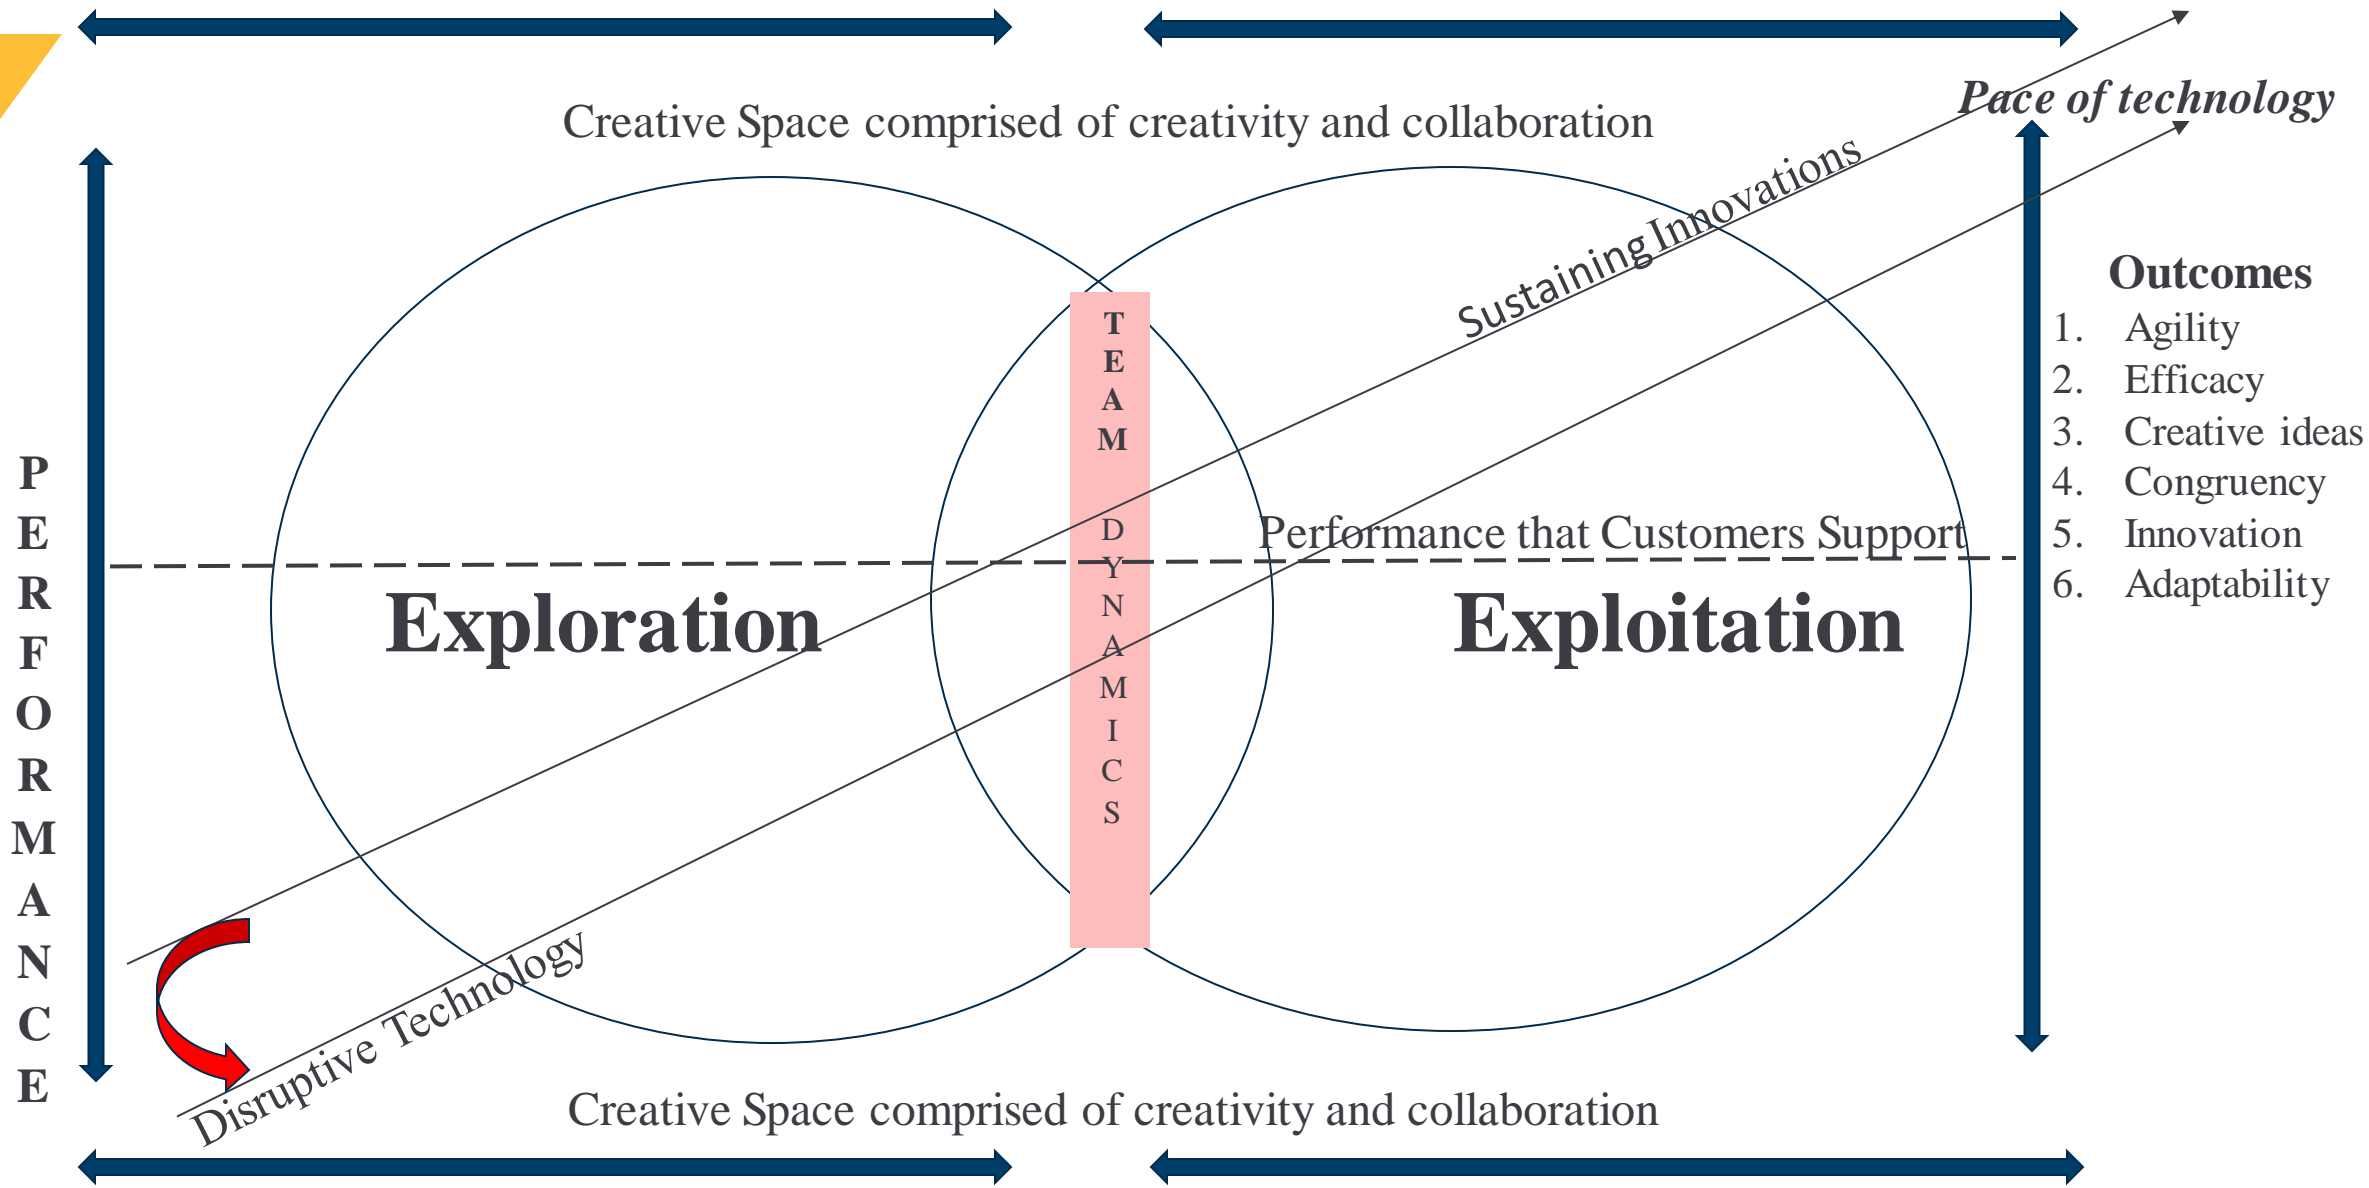 Creative Space comprised of creativity and collaboration
Pace of technology
Sustaining Innovations
PERFORMANCE
TEAM DYNAMICS
Performance that Customers Support
Exploration
Exploitation
Outcomes
1. Agility
2. Efficacy
3. Creative ideas
4. Congruency
5. Innovation
6. Adaptability
Disruptive Technology
Creative Space comprised of creativity and collaboration